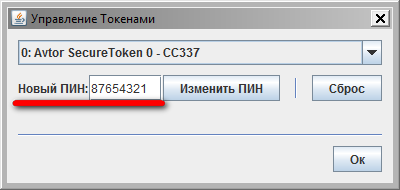 Управление Токенами
0: Avtor SecureToken 0 - CC337
Новый ПИН: 87654321 Изменить ПИН Сброс
Ок